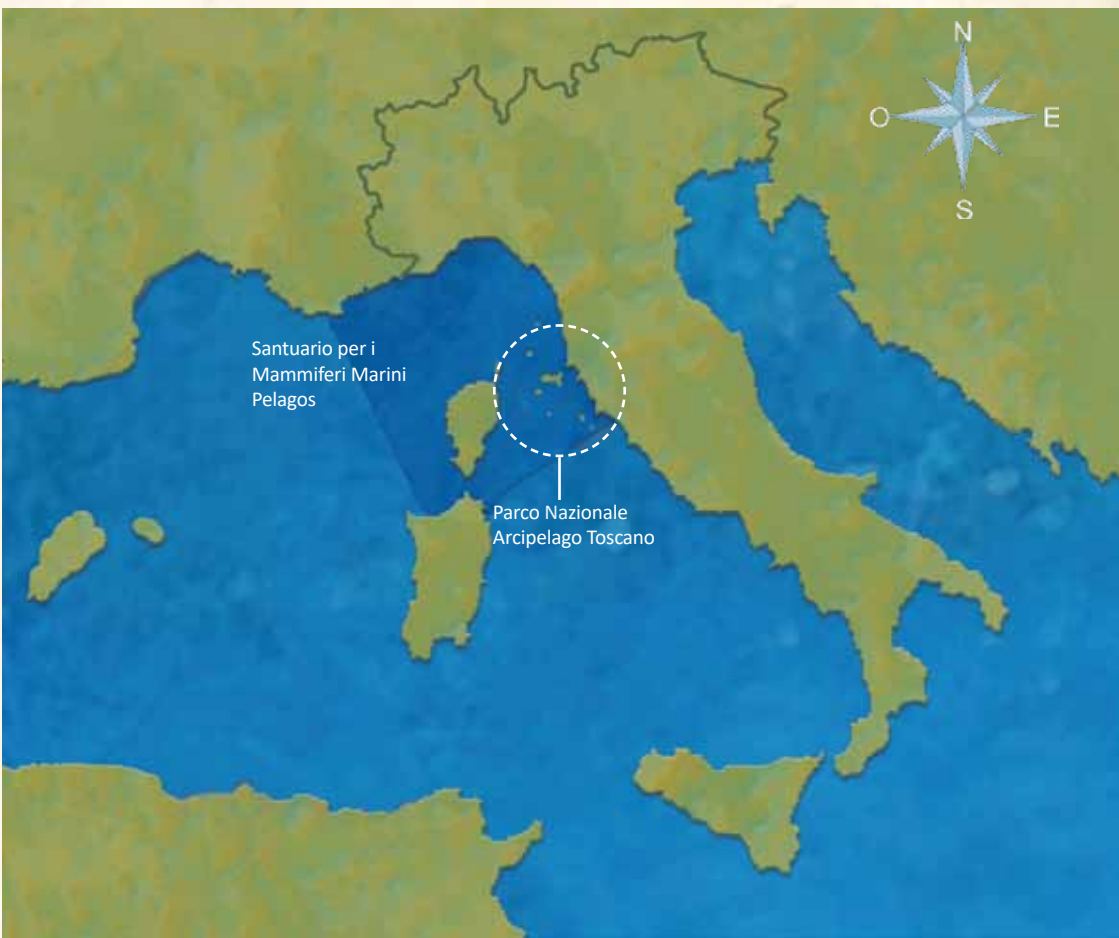 N
O
E
S
Santuario per i
Mammiferi Marini
Pelagos
Parco Nazionale
Arcipelago Toscano